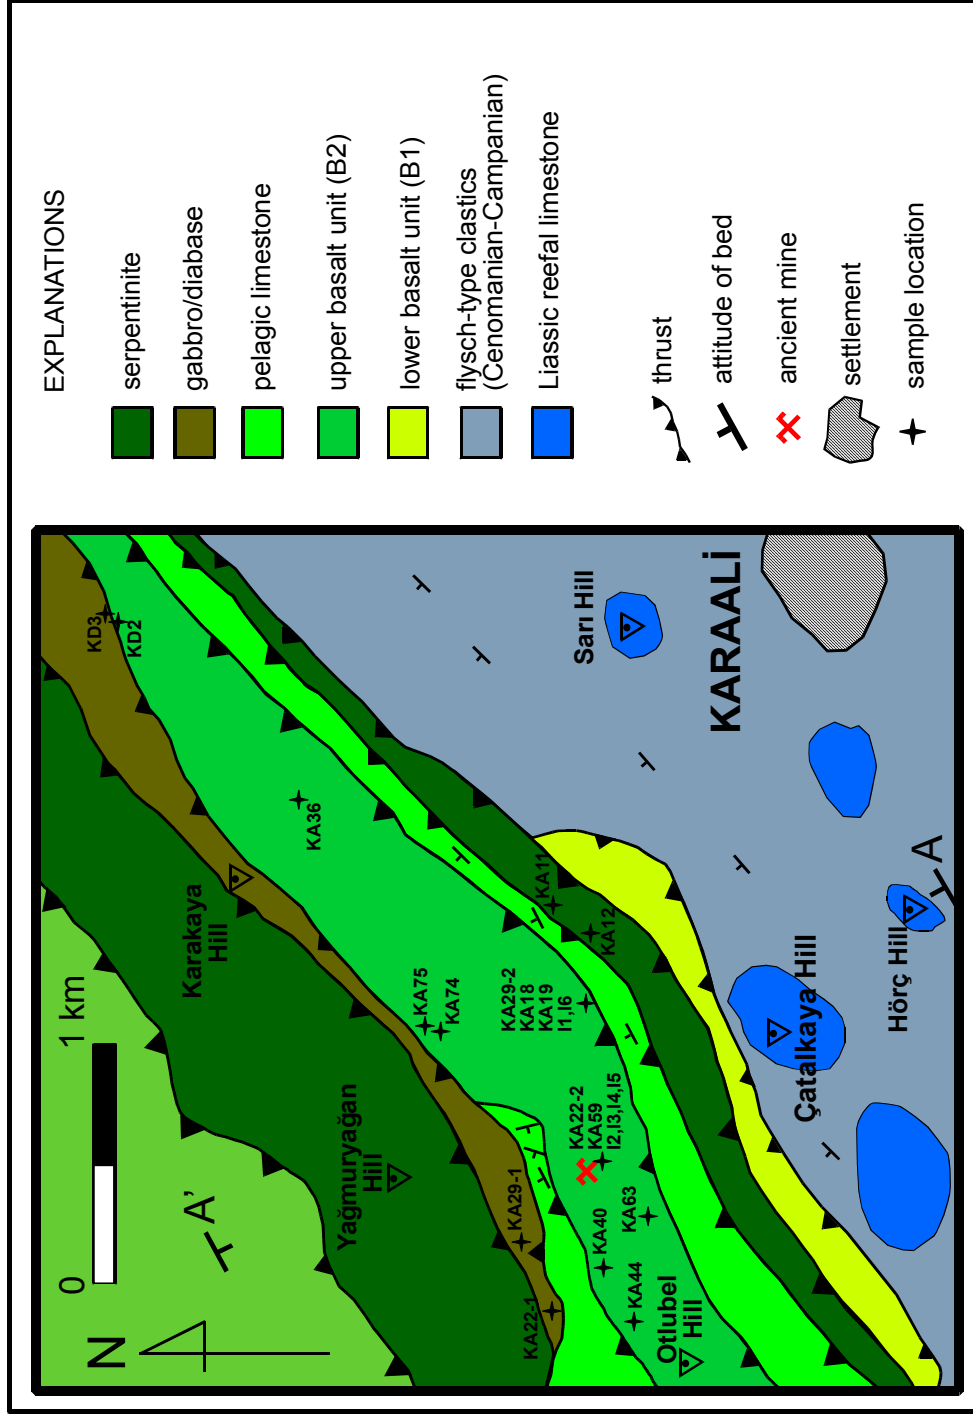 EXPLANATIONS
serpentinite
gabbro/diabase
pelagic limestone
upper basalt unit (B2)
lower basalt unit (B1)
flysch-type clastics
(Cenomanian-Campanian)
Liassic reefal limestone
thrust
attitude of bed
ancient mine
settlement
sample location
N
0
1 km
A'
Karakaya
Hill
Yağmuryağan
Hill
KD3
KD2
KA36
KA75
KA74
KA29-2
KA18
KA19
I1,I6
KA11
KA12
KA29-1
KA22-1
KA22-2
KA59
I2,I3,I4,I5
KA40
KA63
KA44
Otlubel
Hill
Sarı Hill
KARAALİ
Çatalkaya Hill
Hörç Hill
A